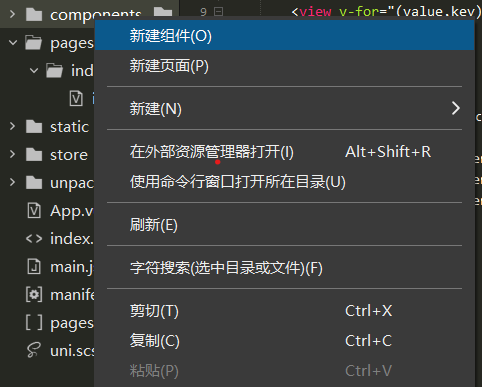 components
9
<view v-for="(value,key)
pages
新建组件(O)
新建页面(P)
ind
新建(N)
static
在外部资源管理器打开(I) Alt+Shift+R
store
使用命令行窗口打开所在目录(U)
unpac
App.v
刷新(E)
index.
字符搜索(选中目录或文件)(F)
main.j
manife
剪切(T) Ctrl+X
pages
复制(C) Ctrl+C
uni.scs
粘贴(P) Ctrl+V